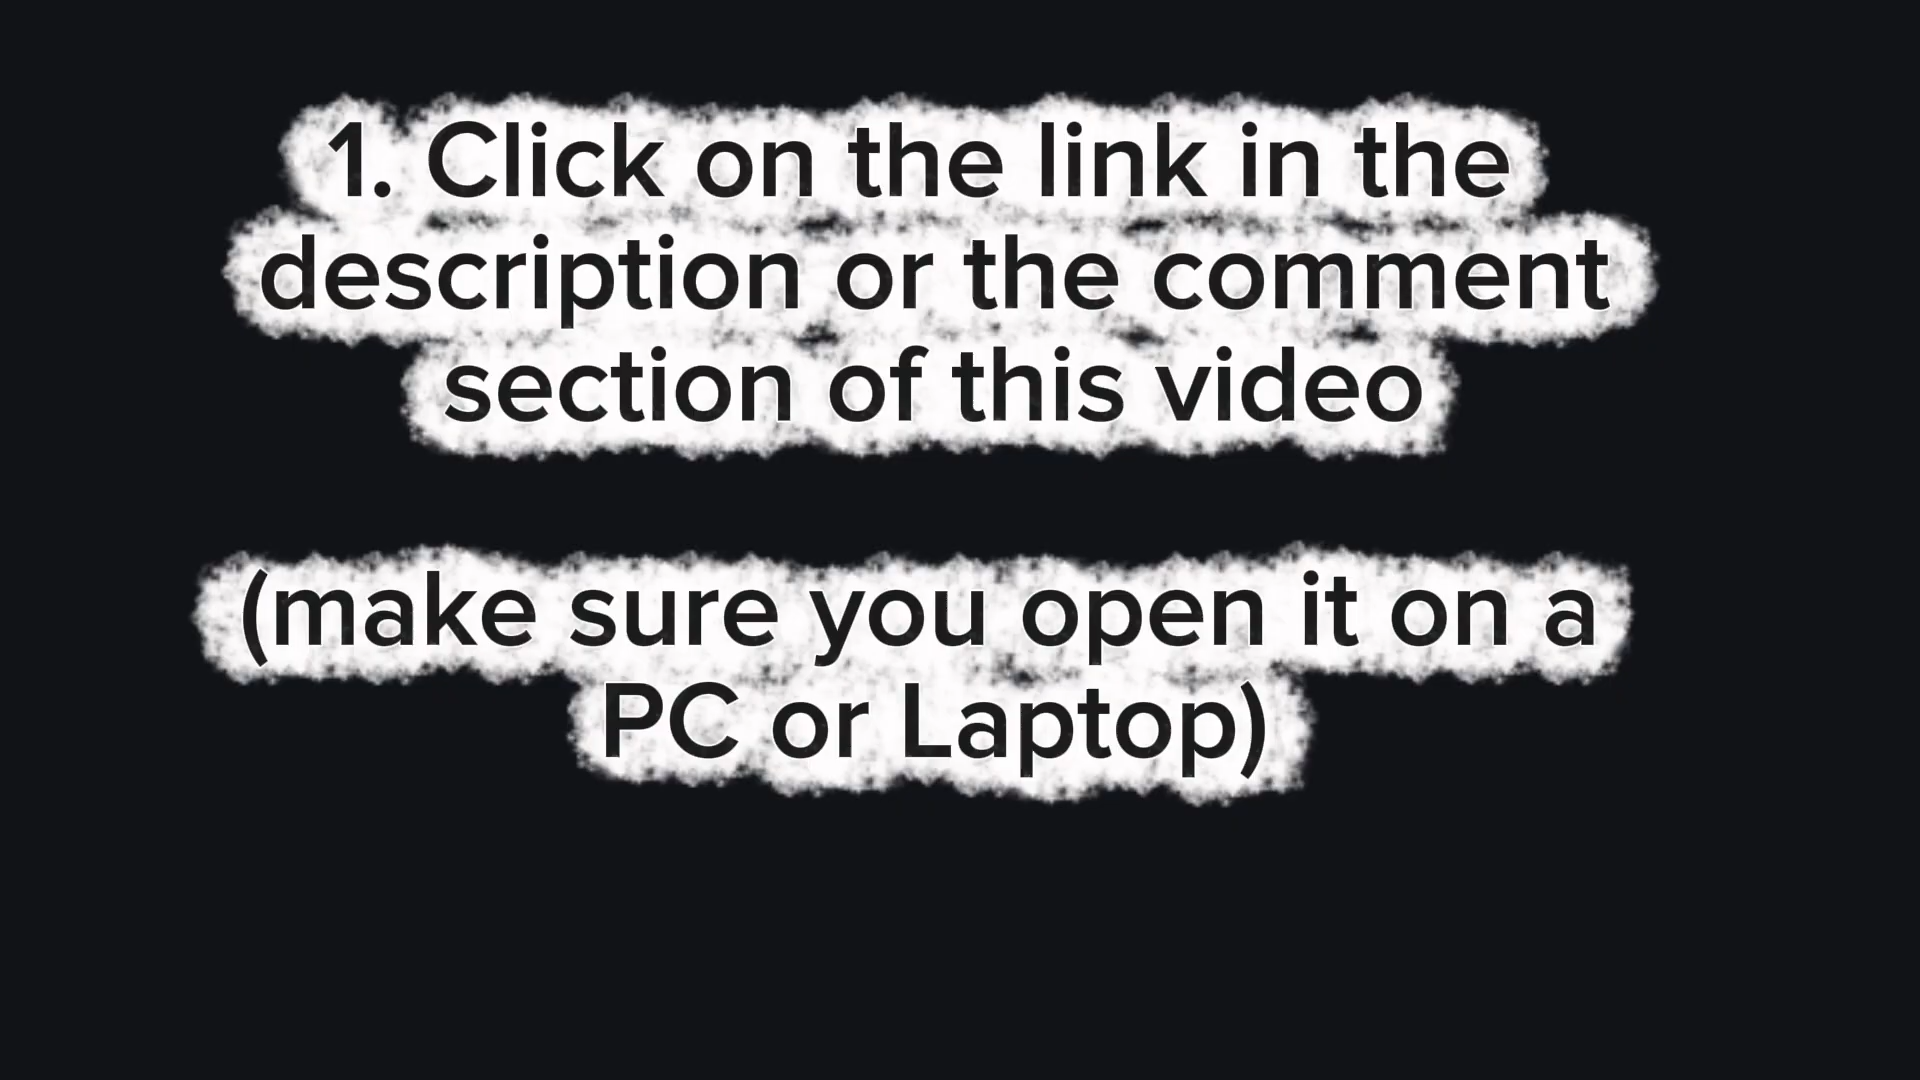 1. Click on the link in the
description or the comment
section of this video
(make sure you open it on a
PC or Laptop)